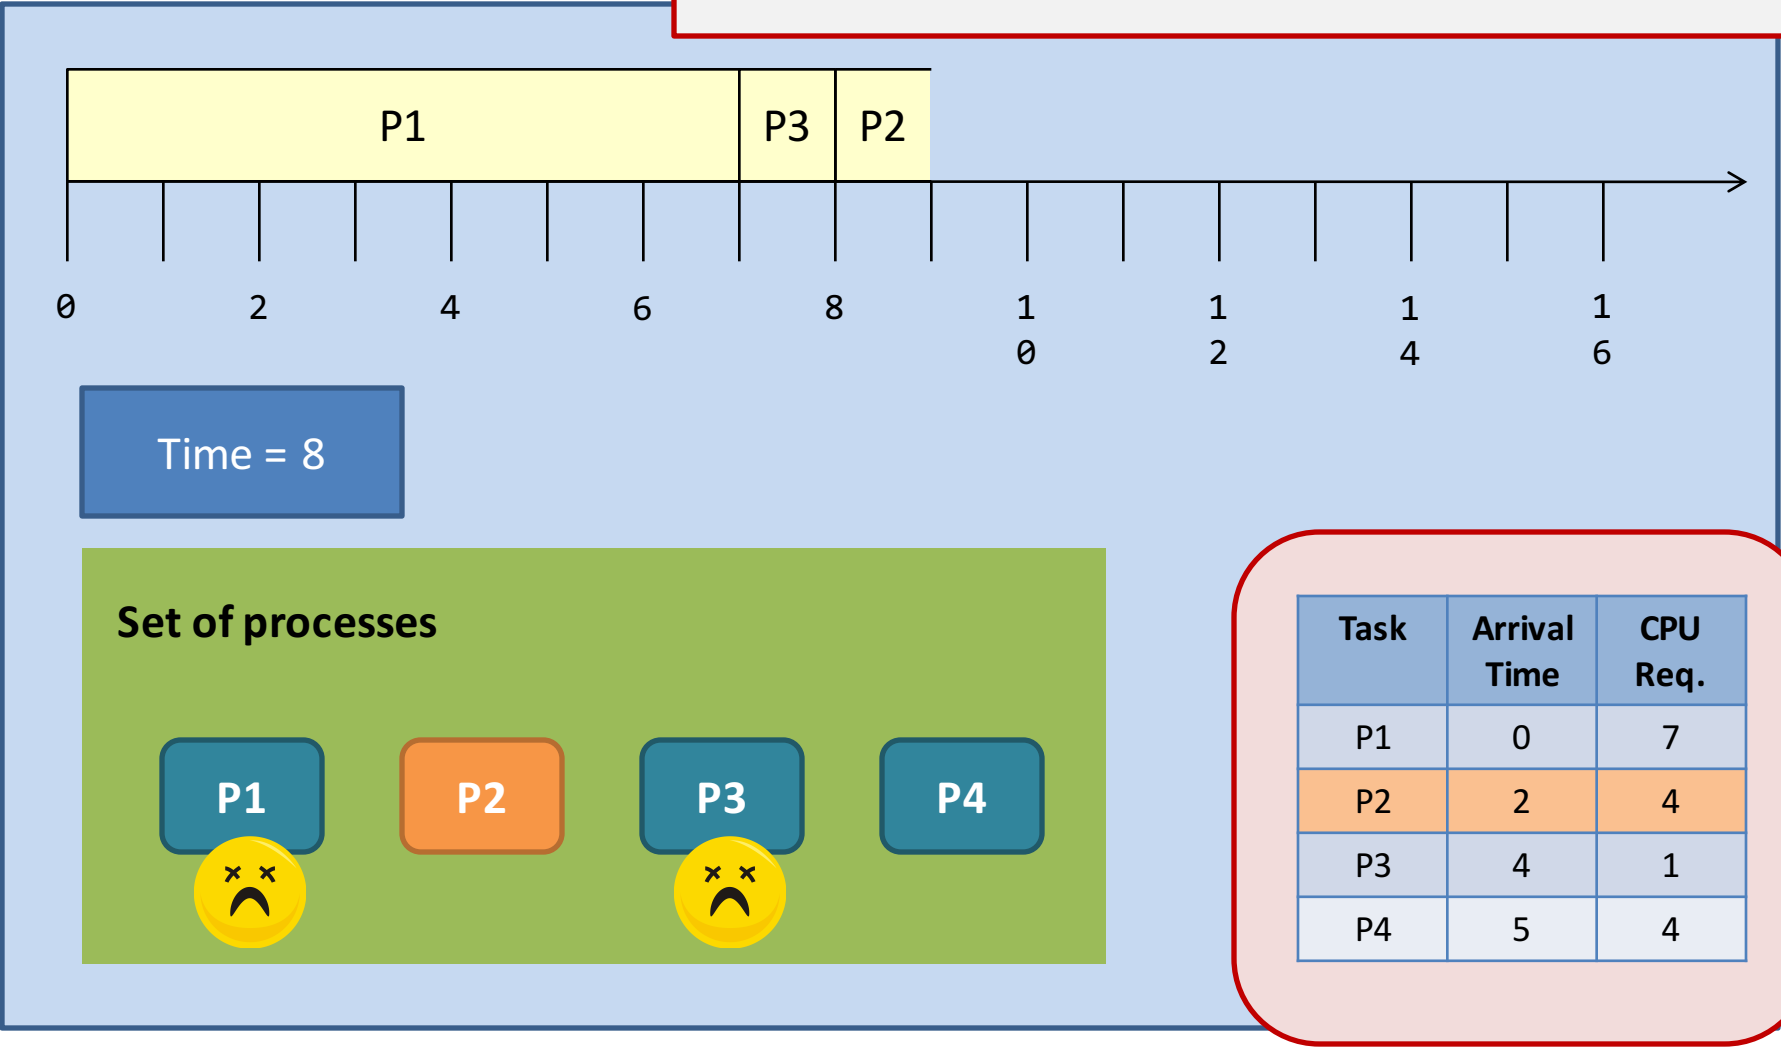 P1 P3 P2
0 2 4 6 8 1 1 1 1
0 2 4 6
Time = 8
Set of processes
P1 P2 P3 P4
Task Arrival CPU
Time Req.
P1 0 7
P2 2 4
P3 4 1
P4 5 4